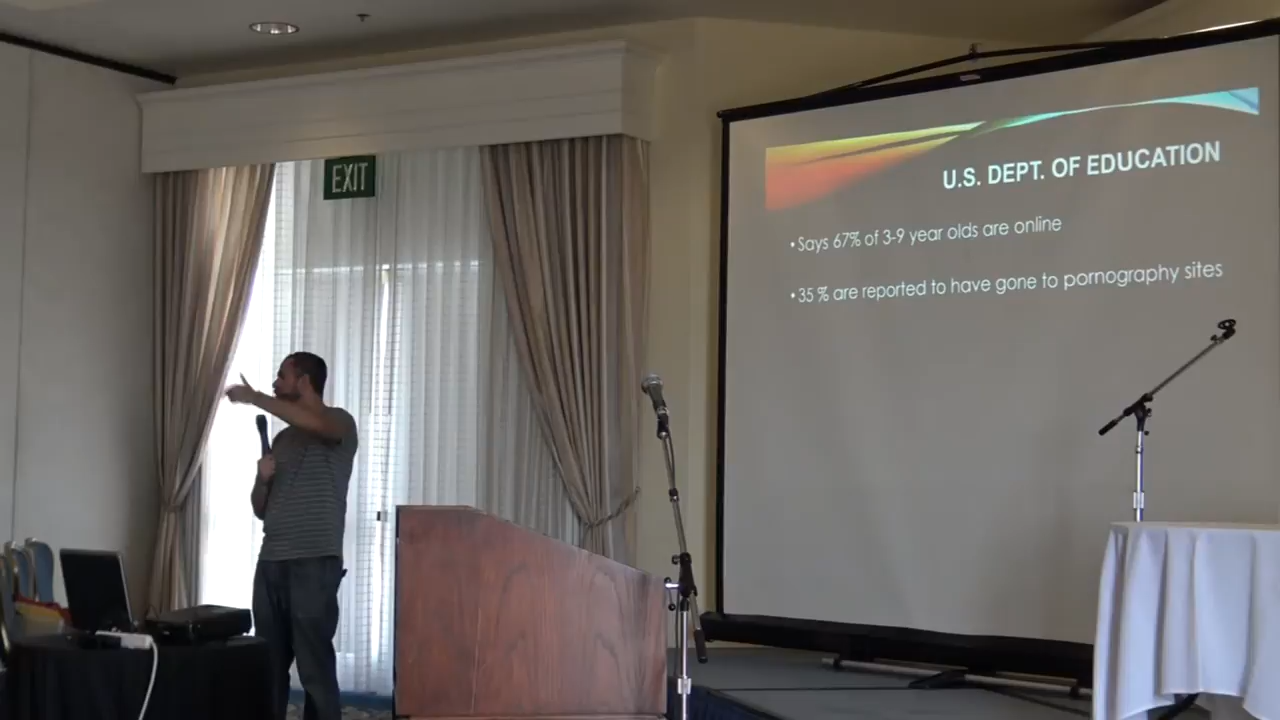 EXIT
U.S. DEPT. OF EDUCATION
• Says 67% of 3-9 year olds are online
• 35 % are reported to have gone to pornography sites